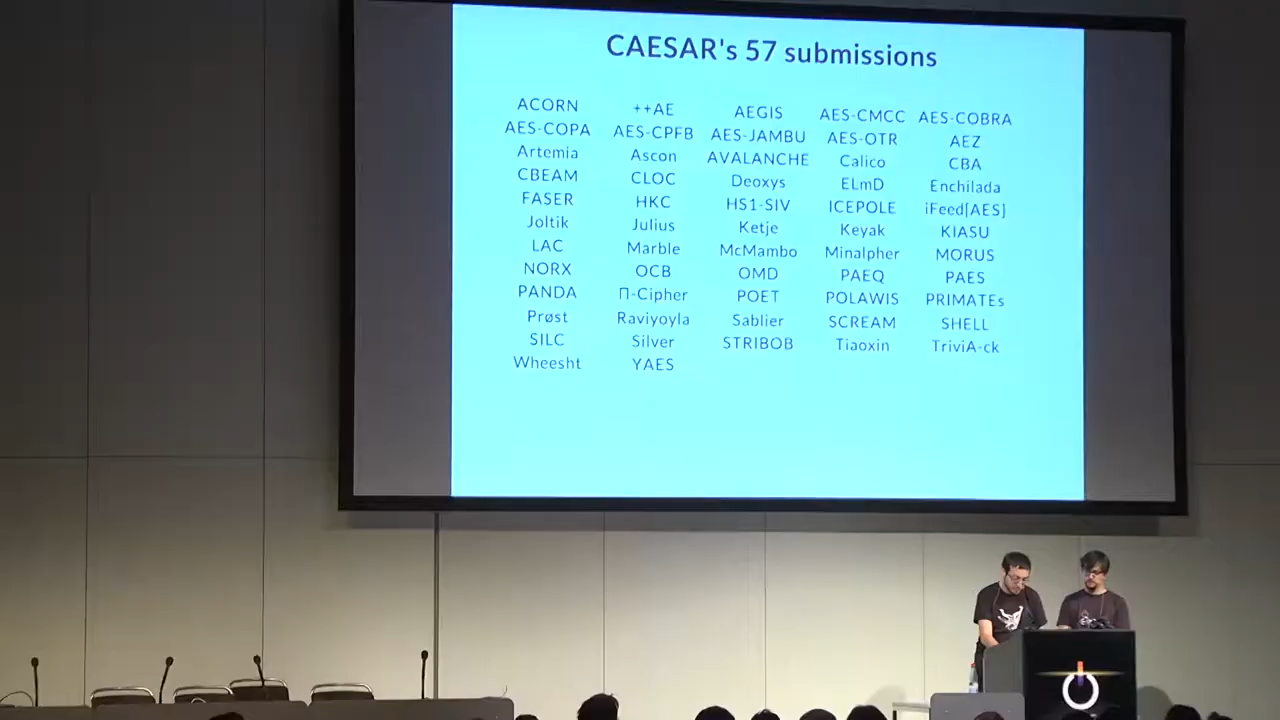 CAESAR's 57 submissions
ACORN ++AE AEGIS AES-CMCC AES-COBRA
AES-COPA AES-CPFB AES-JAMBU AES-OTR AEZ
Artemia Ascon AVALANCHE Calico CBA
CBEAM CLOC Deoxys ELmD Enchilada
FASER HKC HS1-SIV ICEPOLE iFeed[AES]
Joltik Julius Ketje Keyak KIASU
LAC Marble McMambo Minalpher MORUS
NORX OCB OMD PAEQ PAES
PANDA Π-Cipher POET POLAWIS PRIMATEs
Prøst Raviyoyla Sablier SCREAM SHELL
SILC Silver STRIBOB Tiaoxin TriviA-ck
Wheesht YAES